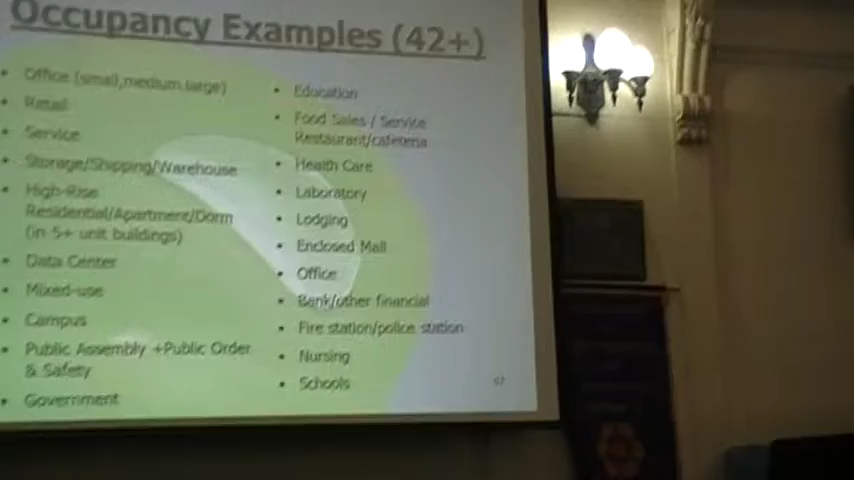 Occupancy Examples (42+)
• Office (small,medium.large)
• Retail
• Service
• Storage/Shipping/Warehouse
• High-Rise
Residential/Apartment/Dorm
(in 5+ unit buildings)
• Data Center
• Mixed-use
• Campus
• Public Assembly +Public Order
& Safety
• Government
• Education
• Food Sales / Service
Restaurant/cafeteria
• Health Care
• Laboratory
• Lodging
• Enclosed Mall
• Office
• Bank/other financial
• Fire station/police station
• Nursing
• Schools